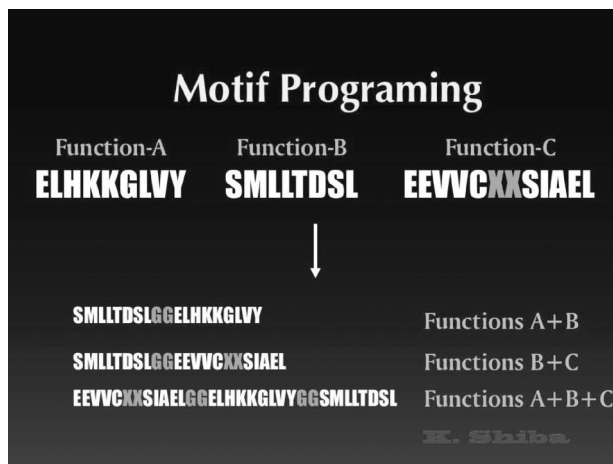 Motif Programing
Function-A Function-B Function-C
ELHKKGLVY SMLLTDSL EEVVCXXSIAEL
SMLLTDSLGGELHKKGLVY Functions A+B
SMLLTDSLGGEEVVCXXSIAEL Functions B+C
EEVVCXXSIAELGGELHKKGLVYGGSMLLTDSL Functions A+B+C
K. Shiba